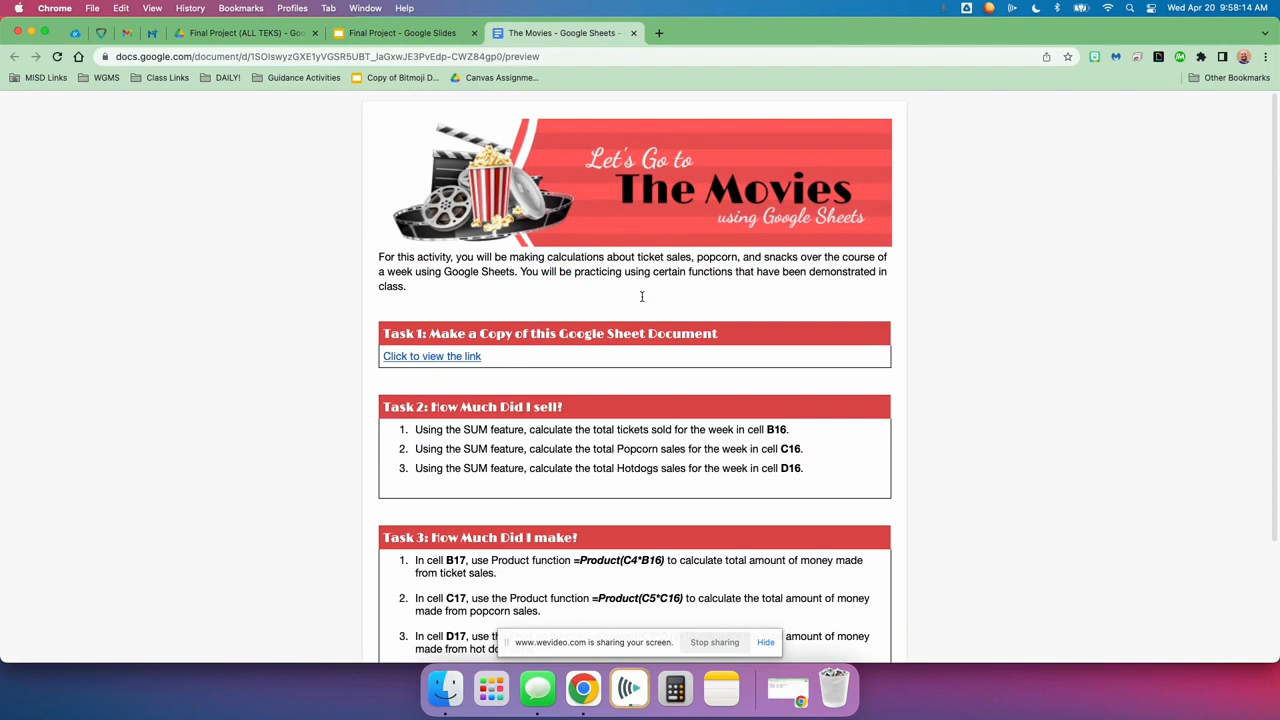 Chrome File Edit View History Bookmarks Profiles Tab Window Help Wed Apr 20 9:58:14 AM
Final Project (ALL TEKS) - Goo Final Project - Google Slides The Movies - Google Sheets -
docs.google.com/document/d/1SOIswyzGXE1yVGSR5UBT_laGxwJE3PvEdp-CWZ84gp0/preview
MISD Links WGMS Class Links DAILY! Guidance Activities Copy of Bitmoji D... Canvas Assignme... Other Bookmarks
Let's Go to
The Movies
using Google Sheets
For this activity, you will be making calculations about ticket sales, popcorn, and snacks over the course of
a week using Google Sheets. You will be practicing using certain functions that have been demonstrated in
class.
Task 1: Make a Copy of this Google Sheet Document
Click to view the link
Task 2: How Much Did I sell?
1. Using the SUM feature, calculate the total tickets sold for the week in cell B16.
2. Using the SUM feature, calculate the total Popcorn sales for the week in cell C16.
3. Using the SUM feature, calculate the total Hotdogs sales for the week in cell D16.
Task 3: How Much Did I make?
1. In cell B17, use Product function =Product(C4*B16) to calculate total amount of money made
from ticket sales.
2. In cell C17, use the Product function =Product(C5*C16) to calculate the total amount of money
made from popcorn sales.
3. In cell D17, use amount of money
made from hot
www.wevideo.com is sharing your screen. Stop sharing Hide